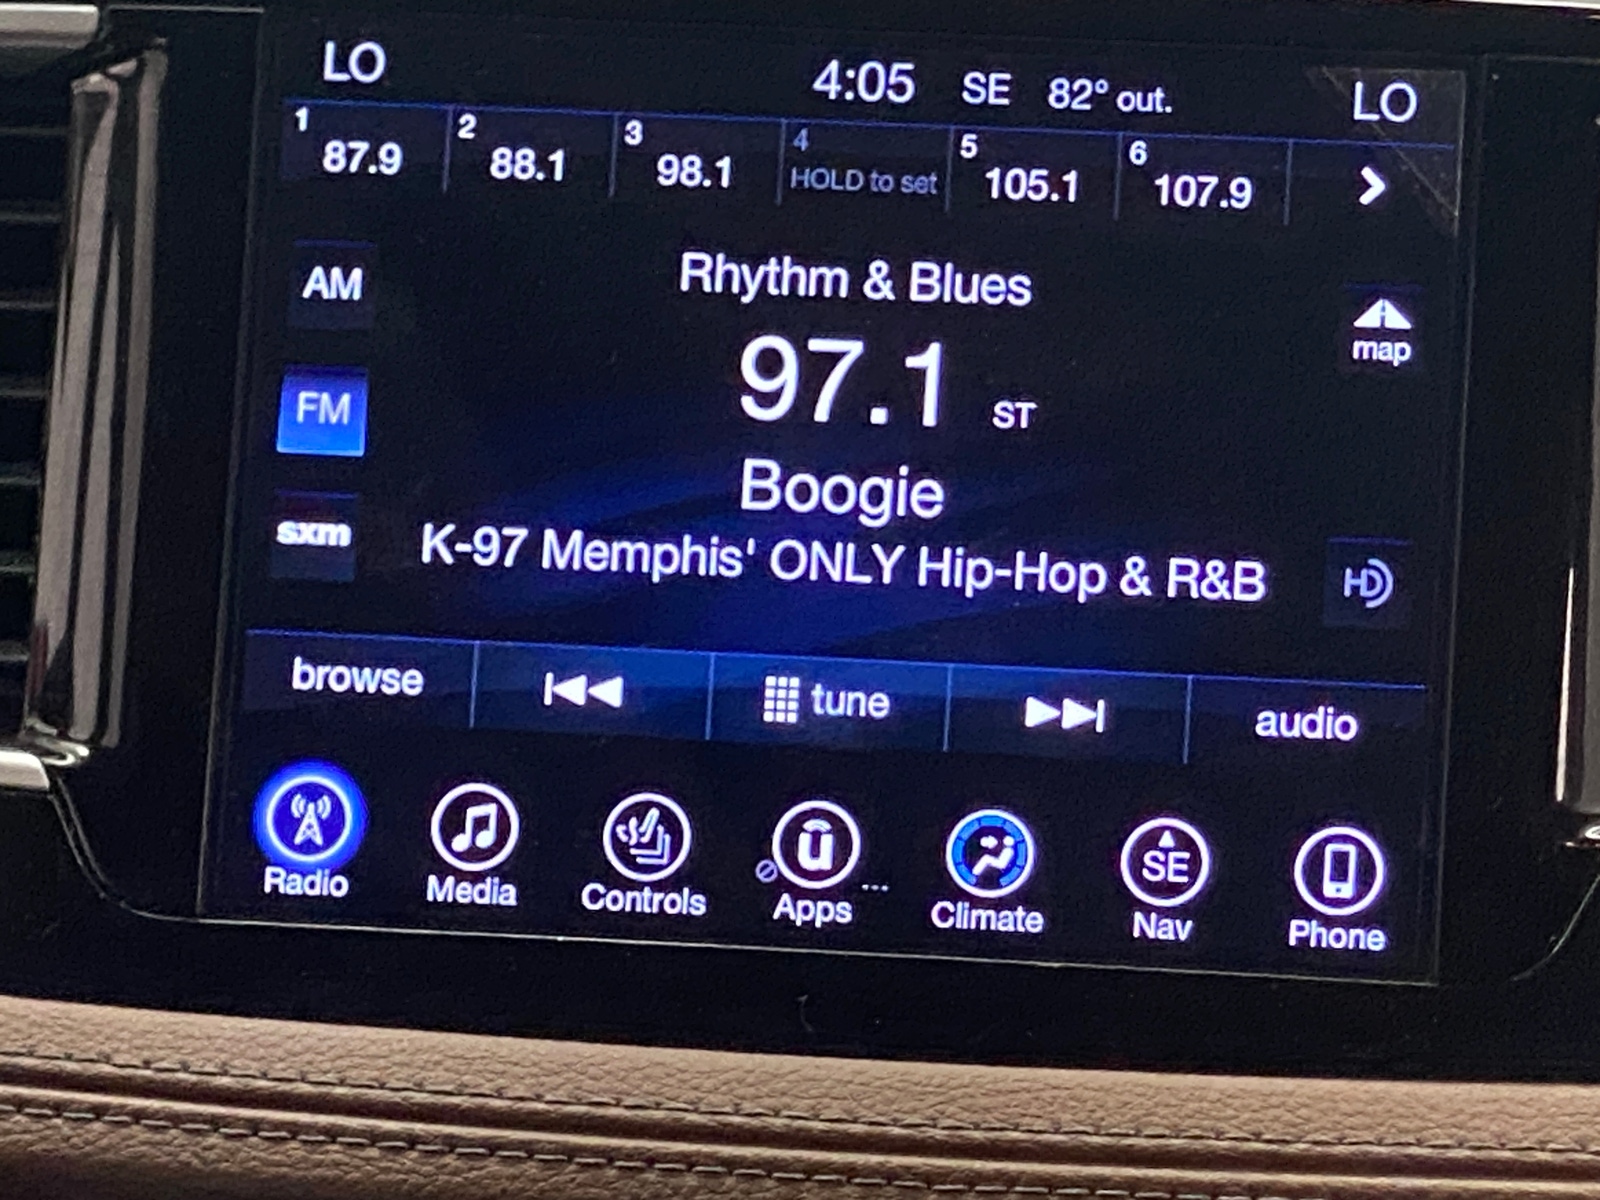 LO 4:05 SE 82° out. LO
1 87.9 2 88.1 3 98.1 4 HOLD to set 5 105.1 6 107.9
AM
Rhythm & Blues
map
FM
97.1 ST
Boogie
sxm
K-97 Memphis' ONLY Hip-Hop & R&B
HD
browse tune audio
u SE
Radio Media Controls Apps ... Climate Nav Phone